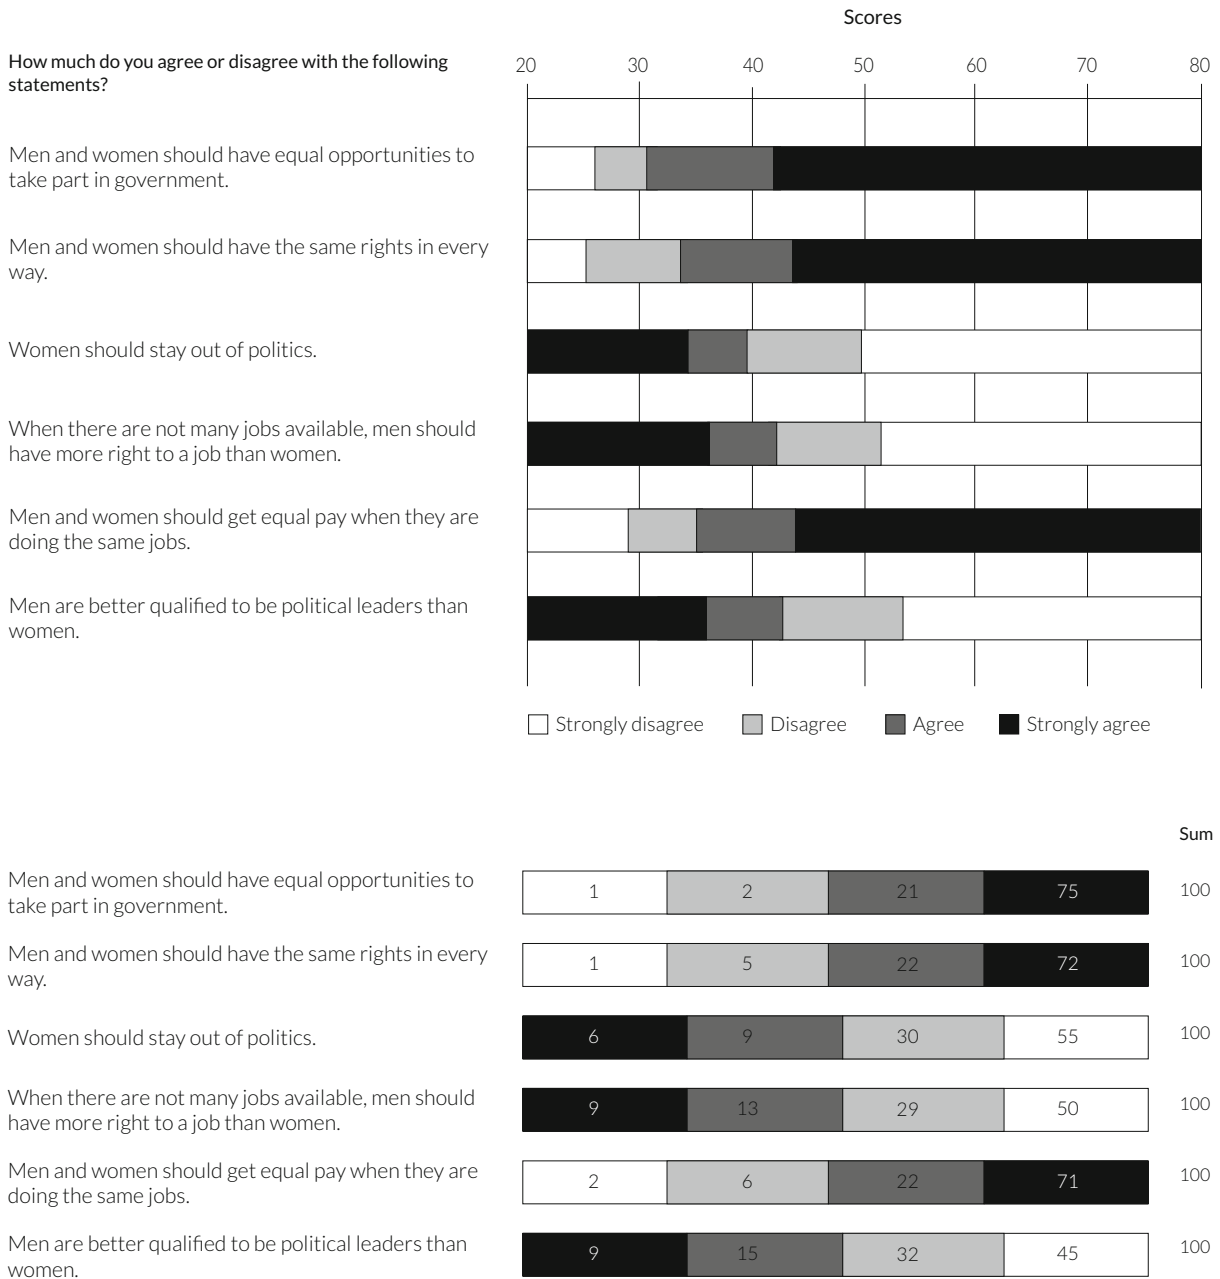 Scores
How much do you agree or disagree with the following
statements?
20 30 40 50 60 70 80
Men and women should have equal opportunities to
take part in government.
Men and women should have the same rights in every
way.
Women should stay out of politics.
When there are not many jobs available, men should
have more right to a job than women.
Men and women should get equal pay when they are
doing the same jobs.
Men are better qualified to be political leaders than
women.
Strongly disagree Disagree Agree Strongly agree
Sum
Men and women should have equal opportunities to
take part in government.
1 2 21 75 100
Men and women should have the same rights in every
way.
1 5 22 72 100
Women should stay out of politics.
6 9 30 55 100
When there are not many jobs available, men should
have more right to a job than women.
9 13 29 50 100
Men and women should get equal pay when they are
doing the same jobs.
2 6 22 71 100
Men are better qualified to be political leaders than
women.
9 15 32 45 100